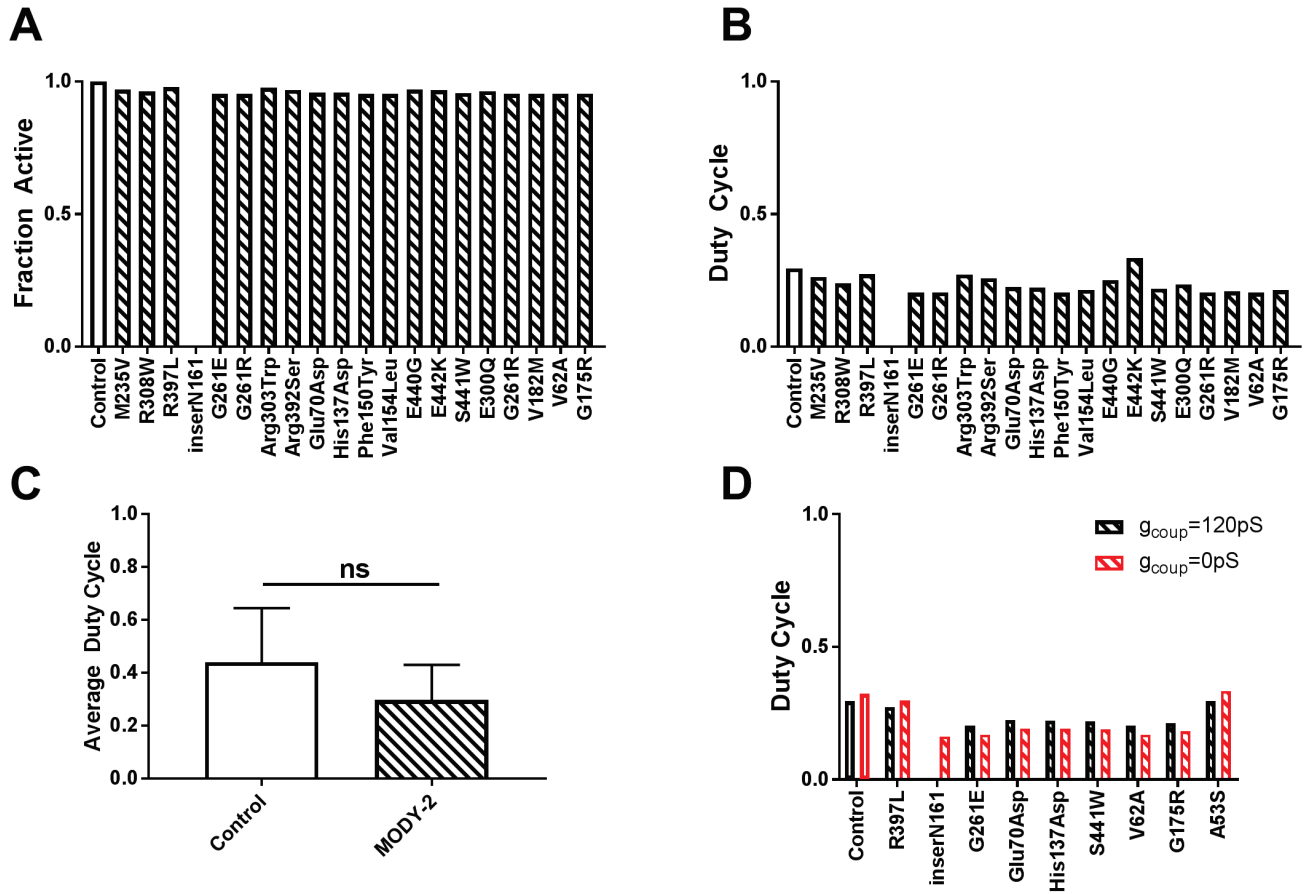 A
Fraction Active
1.0
0.5
0.0
Control
M235V
R308W
R397L
inserN161
G261E
G261R
Arg303Trp
Arg392Ser
Glu70Asp
His137Asp
Phe150Tyr
Val154Leu
E440G
E442K
S441W
E300Q
G261R
V182M
V62A
G175R
B
Duty Cycle
1.0
0.5
0.0
Control
M235V
R308W
R397L
inserN161
G261E
G261R
Arg303Trp
Arg392Ser
Glu70Asp
His137Asp
Phe150Tyr
Val154Leu
E440G
E442K
S441W
E300Q
G261R
V182M
V62A
G175R
C
Average Duty Cycle
1.0
0.8
0.6
0.4
0.2
0.0
ns
Control
MODY-2
D
Duty Cycle
1.0
0.5
0.0
gcoup=120pS
gcoup=0pS
Control
R397L
inserN161
G261E
Glu70Asp
His137Asp
S441W
V62A
G175R
A53S